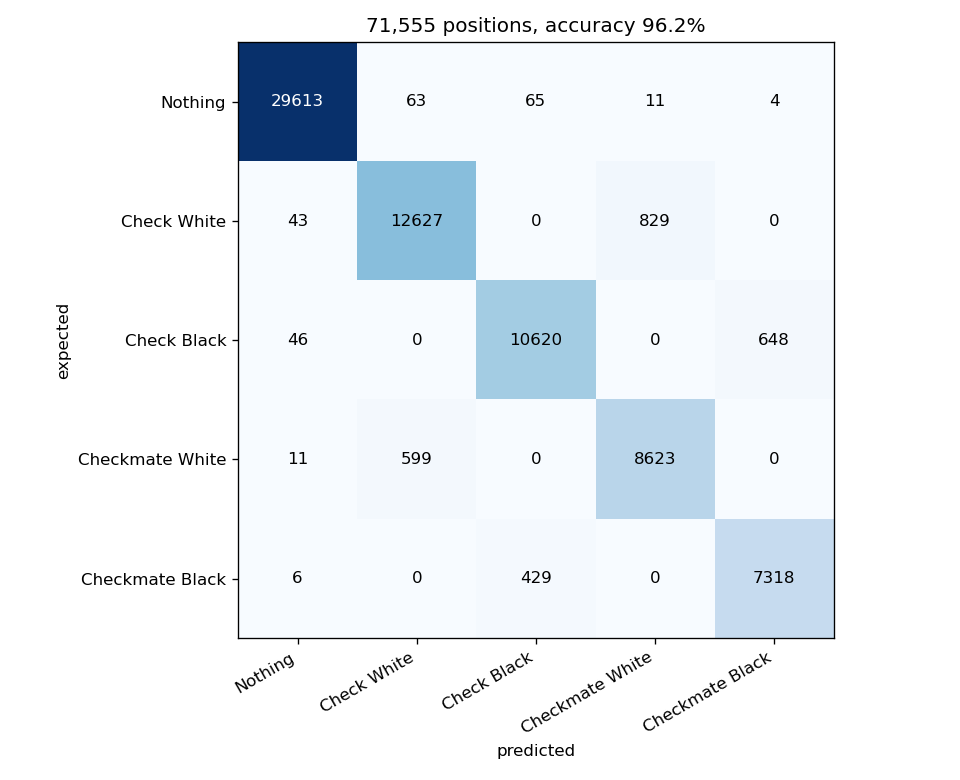 71,555 positions, accuracy 96.2%
Nothing 29613 63 65 11 4
Check White 43 12627 0 829 0
expected
Check Black 46 0 10620 0 648
Checkmate White 11 599 0 8623 0
Checkmate Black 6 0 429 0 7318
Nothing Check White Check Black Checkmate White Checkmate Black
predicted